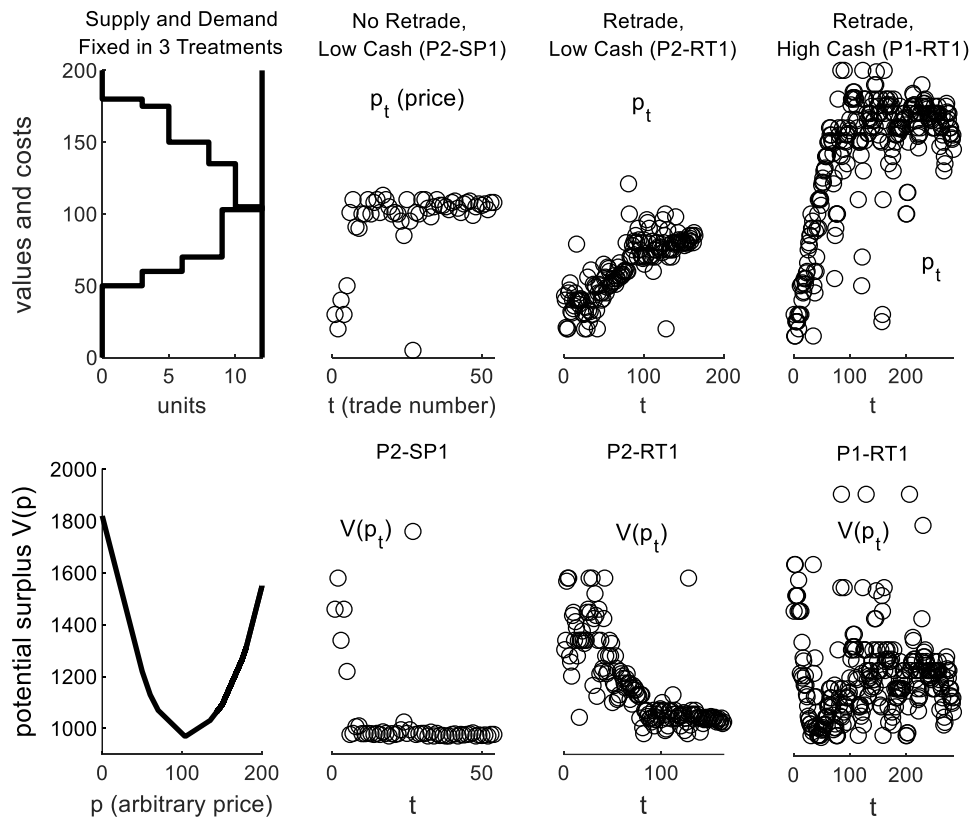 Supply and Demand
Fixed in 3 Treatments
No Retrade,
Low Cash (P2-SP1)
Retrade,
Low Cash (P2-RT1)
Retrade,
High Cash (P1-RT1)
values and costs
200
150
100
50
0
0 5 10
units
p_t (price)
0 50
t (trade number)
p_t
0 100 200
t
p_t
0 100 200
t
potential surplus V(p)
2000
1800
1600
1400
1200
1000
0 100 200
p (arbitrary price)
P2-SP1
V(p_t)
0 50
t
P2-RT1
V(p_t)
0 100
t
P1-RT1
V(p_t)
0 100 200
t